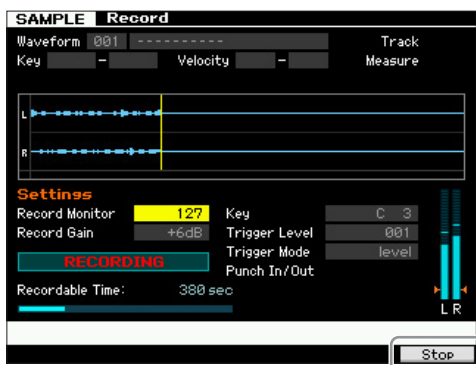 SAMPLE Record
Waveform 001 ---------- Track
Key - Velocity - Measure
L
R
Settings
Record Monitor 127 Key C 3
Record Gain +6dB Trigger Level 001
Trigger Mode level
RECORDING Punch In/Out
Recordable Time: 380 sec
L R
Stop